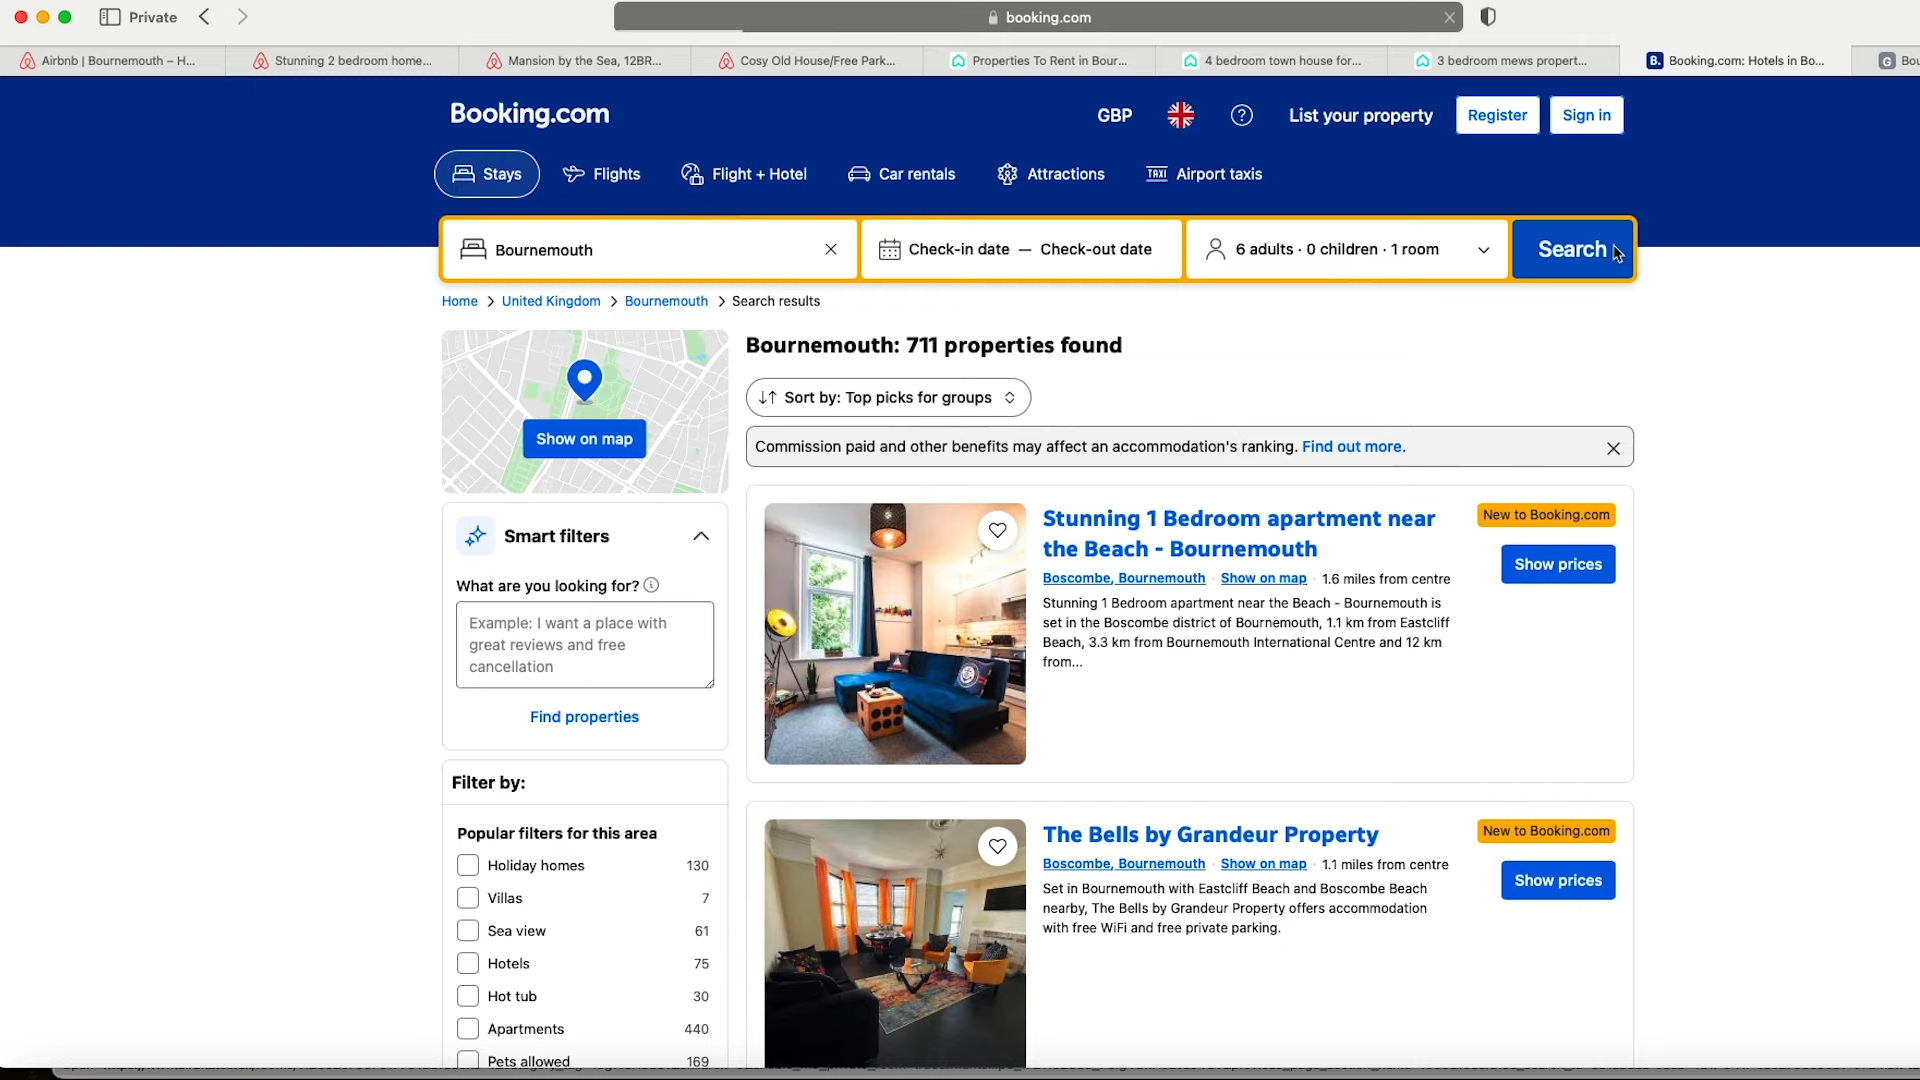 Private
booking.com
Airbnb | Bournemouth – H...
Stunning 2 bedroom home...
Mansion by the Sea, 12BR...
Cosy Old House/Free Park...
Properties To Rent in Bour...
4 bedroom town house for...
3 bedroom mews propert...
B. Booking.com: Hotels in Bo...
G Bou
Booking.com
GBP
List your property
Register
Sign in
Stays
Flights
Flight + Hotel
Car rentals
Attractions
TAXI Airport taxis
Bournemouth
Check-in date — Check-out date
6 adults · 0 children · 1 room
Search
Home > United Kingdom > Bournemouth > Search results
Show on map
Bournemouth: 711 properties found
Sort by: Top picks for groups
Commission paid and other benefits may affect an accommodation's ranking. Find out more.
Smart filters
What are you looking for?
Example: I want a place with
great reviews and free
cancellation
Find properties
Filter by:
Popular filters for this area
Holiday homes 130
Villas 7
Sea view 61
Hotels 75
Hot tub 30
Apartments 440
Pets allowed 169
Stunning 1 Bedroom apartment near
the Beach - Bournemouth
New to Booking.com
Show prices
Boscombe, Bournemouth · Show on map · 1.6 miles from centre
Stunning 1 Bedroom apartment near the Beach - Bournemouth is
set in the Boscombe district of Bournemouth, 1.1 km from Eastcliff
Beach, 3.3 km from Bournemouth International Centre and 12 km
from...
The Bells by Grandeur Property
New to Booking.com
Show prices
Boscombe, Bournemouth · Show on map · 1.1 miles from centre
Set in Bournemouth with Eastcliff Beach and Boscombe Beach
nearby, The Bells by Grandeur Property offers accommodation
with free WiFi and free private parking.